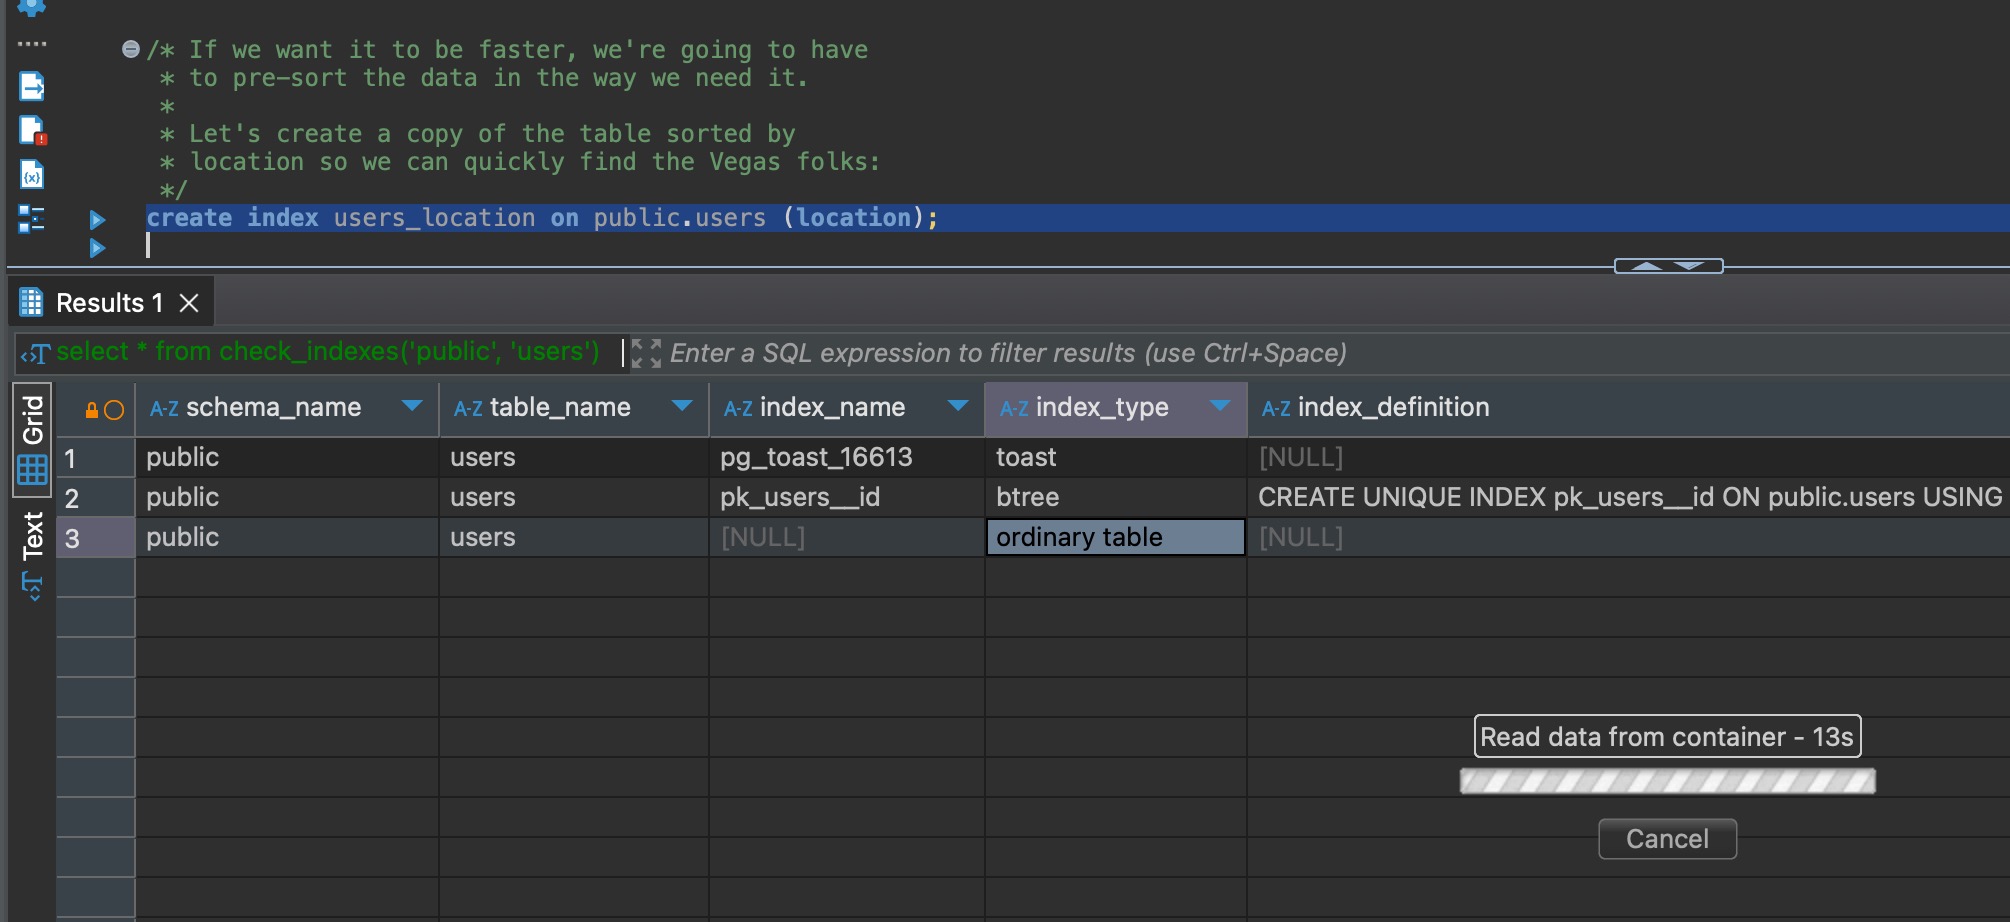 /* If we want it to be faster, we're going to have
* to pre-sort the data in the way we need it.
*
* Let's create a copy of the table sorted by
* location so we can quickly find the Vegas folks:
*/
create index users_location on public.users (location);
Results 1
select * from check_indexes('public', 'users') Enter a SQL expression to filter results (use Ctrl+Space)
Grid
Text
A-Z schema_name A-Z table_name A-Z index_name A-Z index_type A-Z index_definition
1 public users pg_toast_16613 toast [NULL]
2 public users pk_users__id btree CREATE UNIQUE INDEX pk_users__id ON public.users USING
3 public users [NULL] ordinary table [NULL]
Read data from container - 13s
Cancel